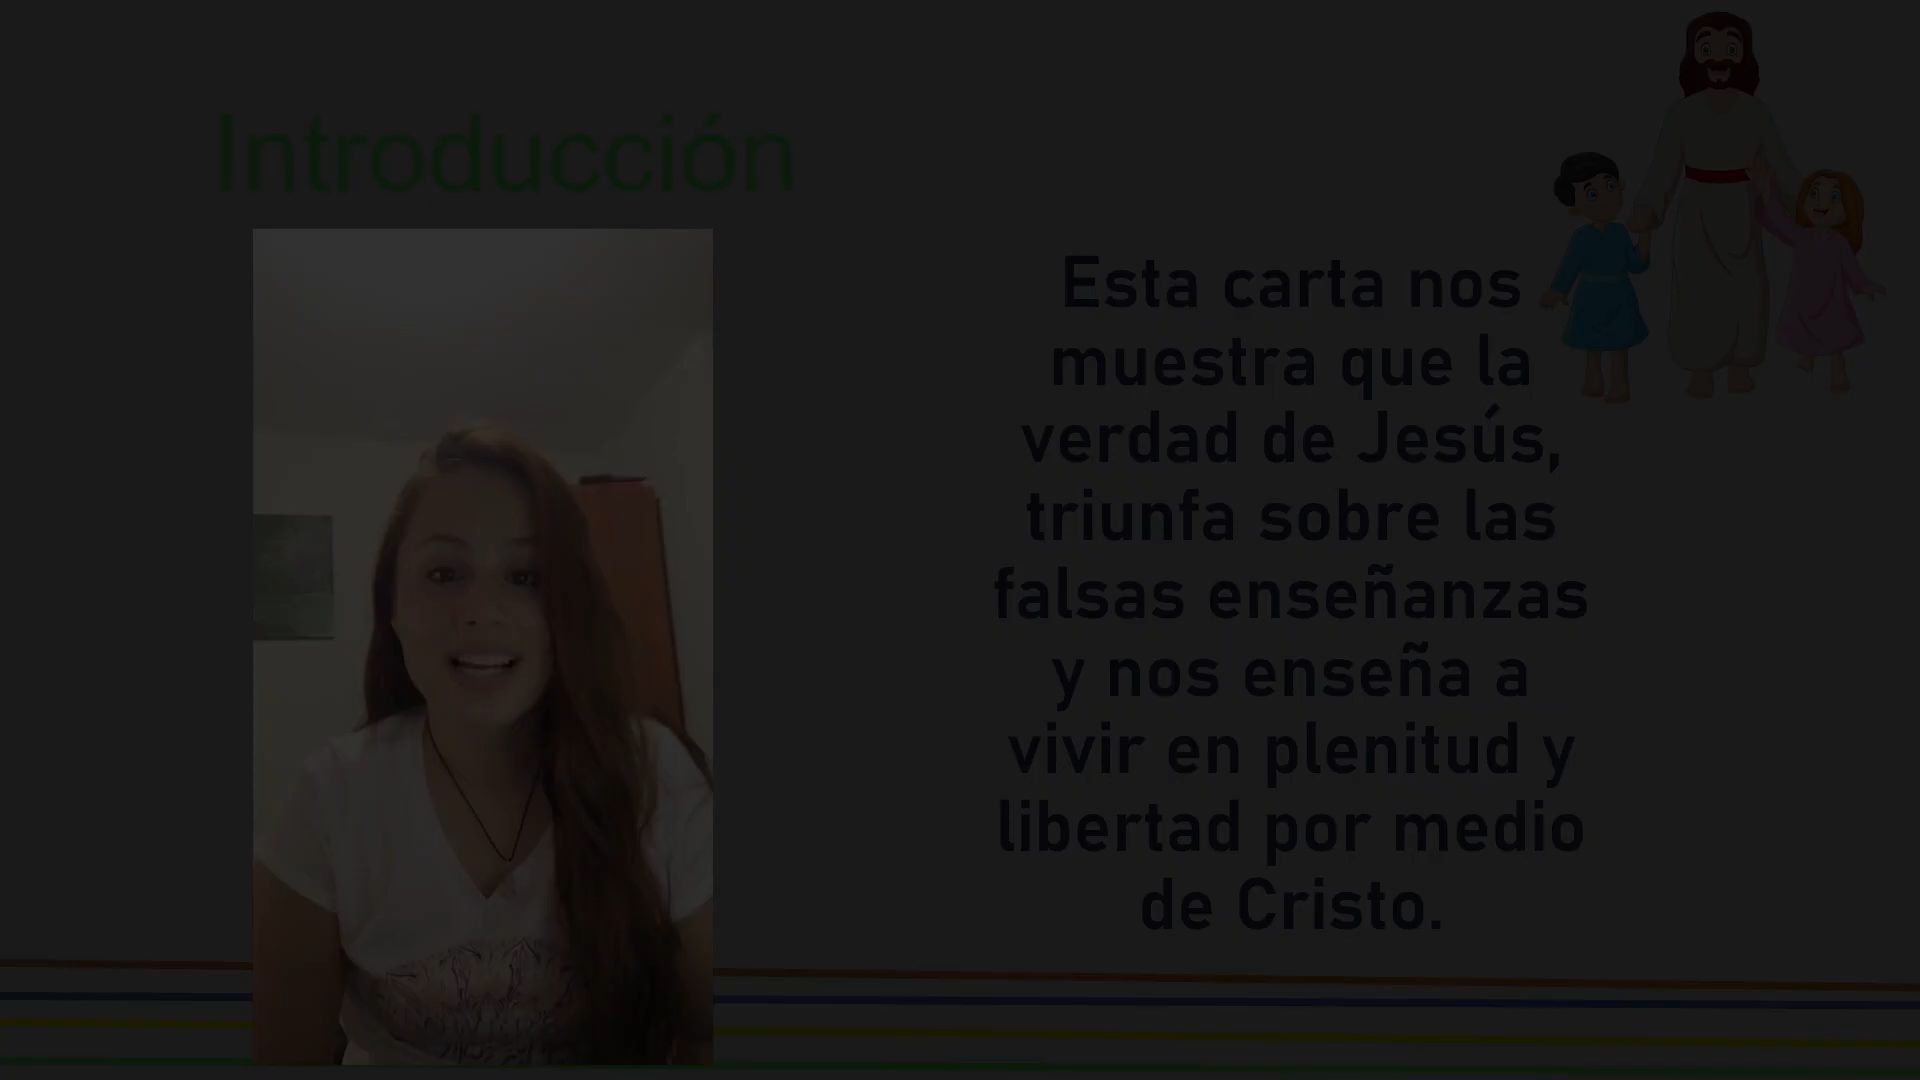 Introducción
Esta carta nos
muestra que la
verdad de Jesús,
triunfa sobre las
falsas enseñanzas
y nos enseña a
vivir en plenitud y
libertad por medio
de Cristo.